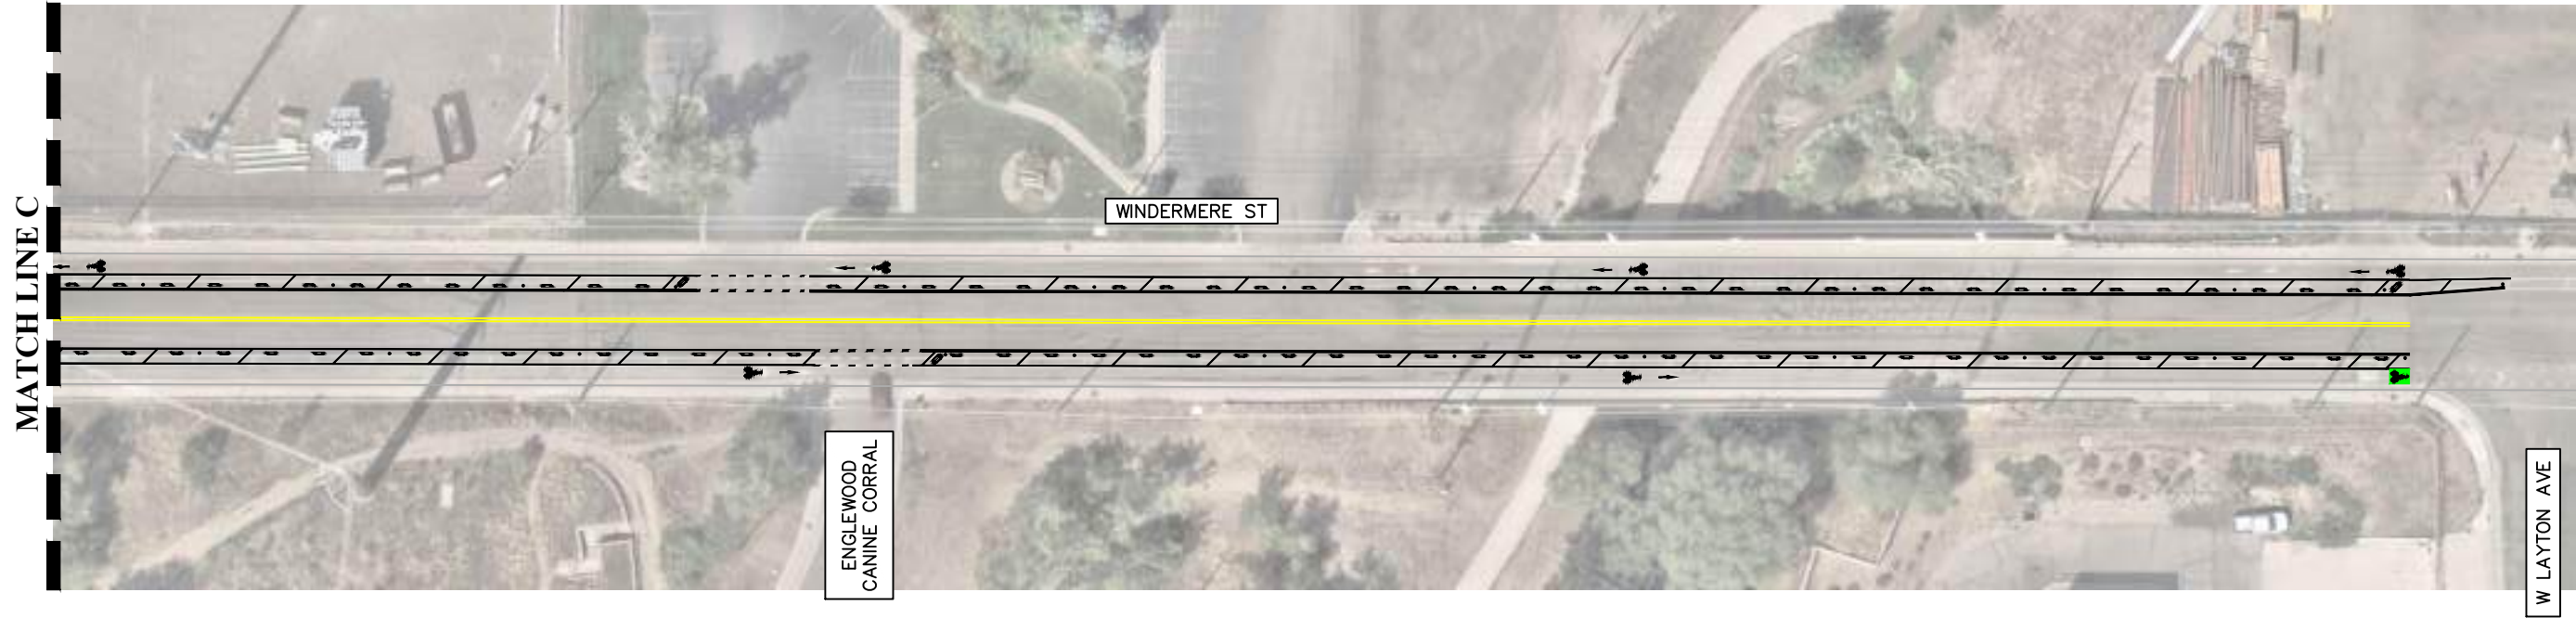 MATCH LINE C
WINDERMERE ST
ENGLEWOOD
CANINE CORRAL
W LAYTON AVE